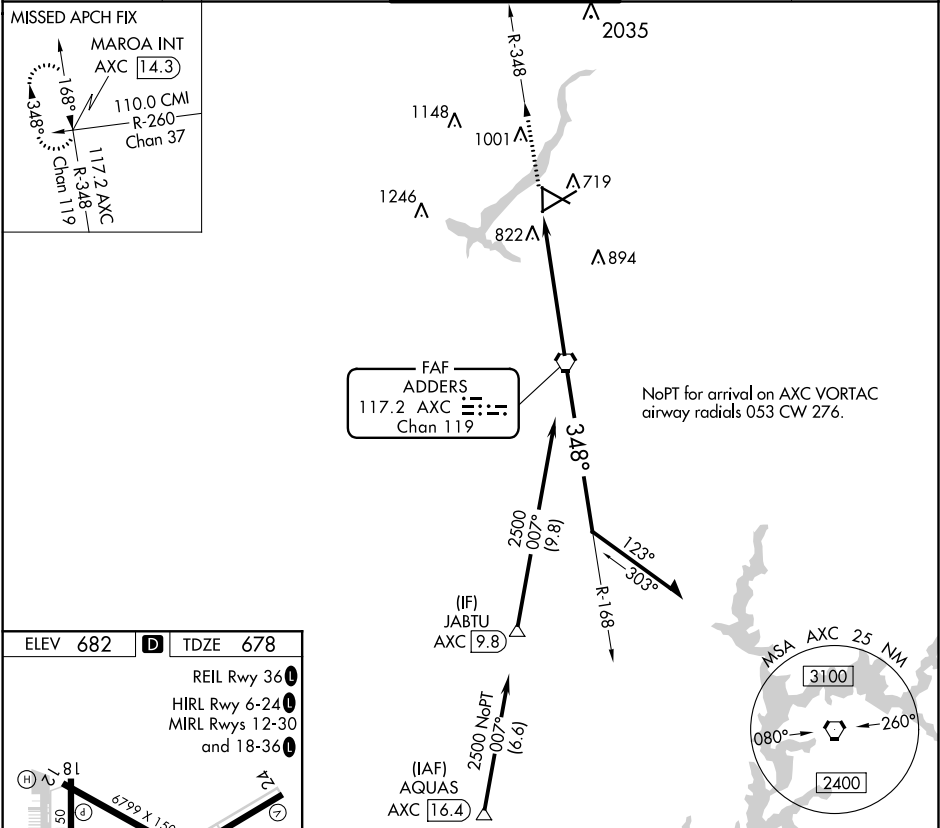 MISSED APCH FIX
MAROA INT
AXC 14.3
168°
348°
110.0 CMI
R-260
Chan 37
117.2 AXC
R-348
Chan 119
R-348
2035
1148
1001
719
1246
822
894
FAF
ADDERS
117.2 AXC
Chan 119
NoPT for arrival on AXC VORTAC
airway radials 053 CW 276.
348°
2500
007°
(9.8)
123°
303°
R-168
(IF)
JABTU
AXC 9.8
2500 NoPT
007°
(6.6)
(IAF)
AQUAS
AXC 16.4
MSA AXC 25 NM
3100
080°
260°
2400
ELEV 682 D TDZE 678
REIL Rwy 36 L
HIRL Rwy 6-24 L
MIRL Rwys 12-30
and 18-36 L
H
12
18
24
P
V
50
6799 X 150